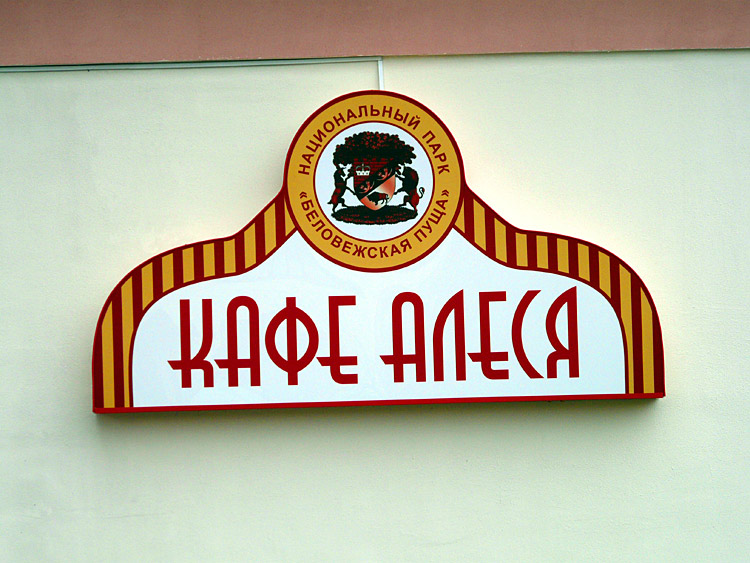 НАЦИОНАЛЬНЫЙ ПАРК
«БЕЛОВЕЖСКАЯ ПУЩА»
КАФЕ АЛЕСЯ